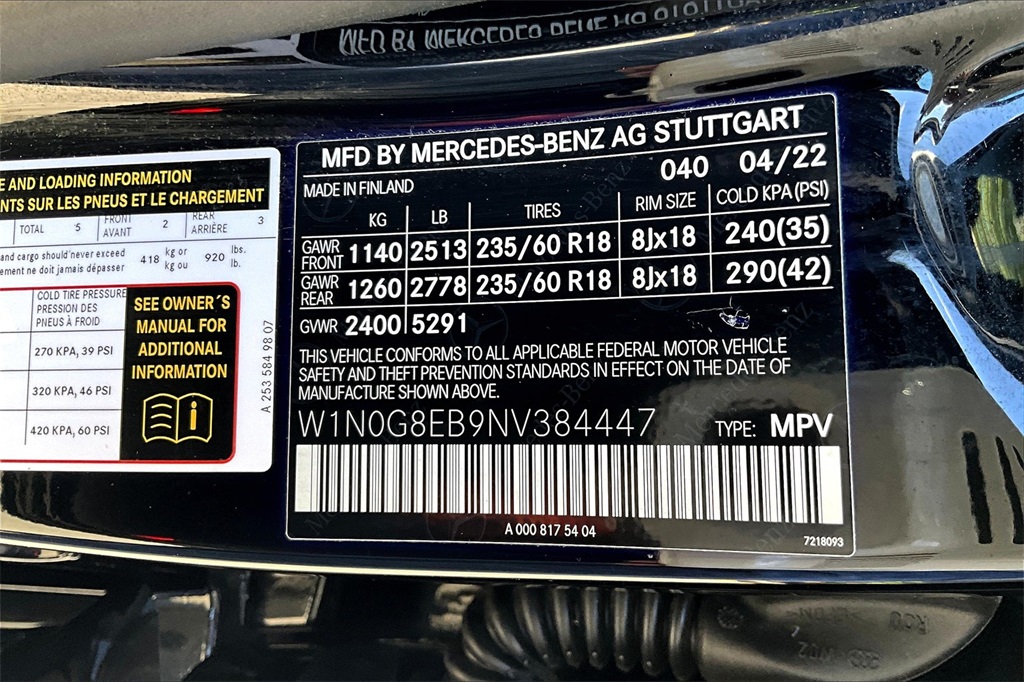 E AND LOADING INFORMATION
NTS SUR LES PNEUS ET LE CHARGEMENT
TOTAL 5 FRONT AVANT 2 REAR ARRIÈRE 3
and cargo should'never exceed
ement ne doit jamais dépasser
418 kg or kg ou 920 lbs. lb.
COLD TIRE PRESSURE
PRESSION DES
PNEUS À FROID
270 KPA, 39 PSI
320 KPA, 46 PSI
420 KPA, 60 PSI
SEE OWNER´S
MANUAL FOR
ADDITIONAL
INFORMATION
i
A 253 584 98 07
MFD BY MERCEDES-BENZ AG STUTTGART
040 04/22
MADE IN FINLAND
KG LB TIRES RIM SIZE COLD KPA(PSI)
GAWR FRONT 1140 2513 235/60 R18 8Jx18 240(35)
GAWR REAR 1260 2778 235/60 R18 8Jx18 290(42)
GVWR 2400 5291
THIS VEHICLE CONFORMS TO ALL APPLICABLE FEDERAL MOTOR VEHICLE
SAFETY AND THEFT PREVENTION STANDARDS IN EFFECT ON THE DATE OF
MANUFACTURE SHOWN ABOVE.
W1N0G8EB9NV384447 TYPE: MPV
A 000 817 54 04
7218093